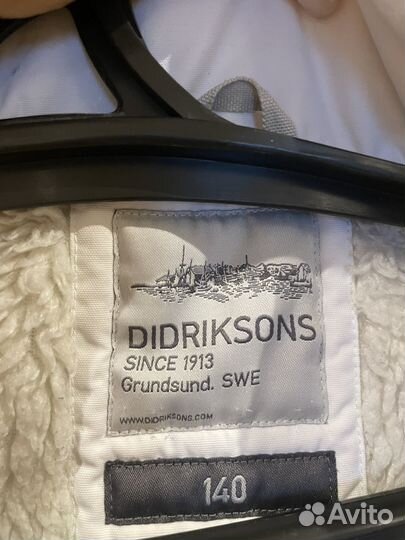 DIDRIKSONS
SINCE 1913
Grundsund. SWE
WWW.DIDRIKSONS.COM
140
Avito